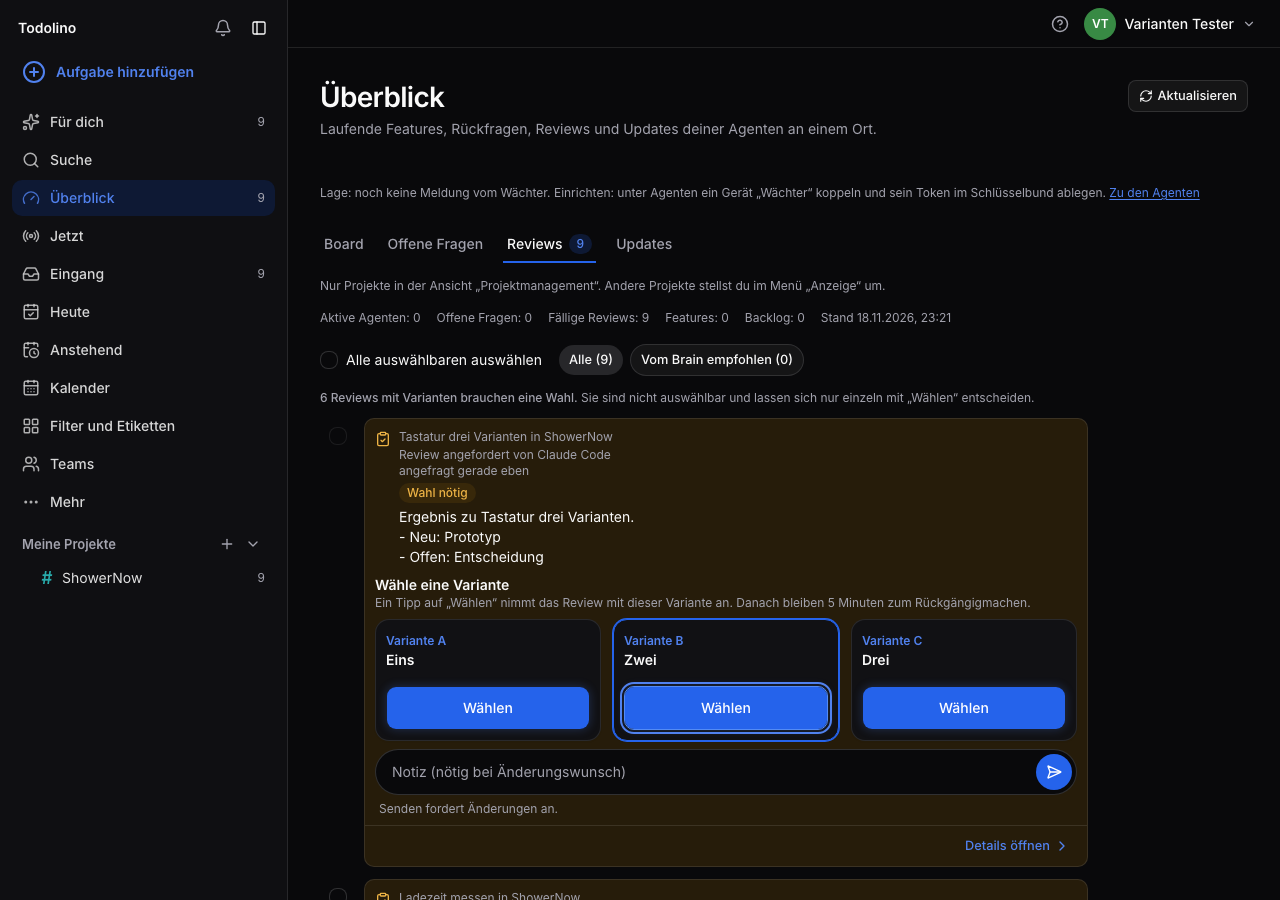 Todolino
Aufgabe hinzufügen
Für dich 9
Suche
Überblick 9
Jetzt
Eingang 9
Heute
Anstehend
Kalender
Filter und Etiketten
Teams
Mehr
Meine Projekte
# ShowerNow 9
VT Varianten Tester
Überblick
Aktualisieren
Laufende Features, Rückfragen, Reviews und Updates deiner Agenten an einem Ort.
Lage: noch keine Meldung vom Wächter. Einrichten: unter Agenten ein Gerät „Wächter“ koppeln und sein Token im Schlüsselbund ablegen. Zu den Agenten
Board Offene Fragen Reviews 9 Updates
Nur Projekte in der Ansicht „Projektmanagement“. Andere Projekte stellst du im Menü „Anzeige“ um.
Aktive Agenten: 0 Offene Fragen: 0 Fällige Reviews: 9 Features: 0 Backlog: 0 Stand 18.11.2026, 23:21
Alle auswählbaren auswählen Alle (9) Vom Brain empfohlen (0)
6 Reviews mit Varianten brauchen eine Wahl. Sie sind nicht auswählbar und lassen sich nur einzeln mit „Wählen“ entscheiden.
Tastatur drei Varianten in ShowerNow
Review angefordert von Claude Code
angefragt gerade eben
Wahl nötig
Ergebnis zu Tastatur drei Varianten.
- Neu: Prototyp
- Offen: Entscheidung
Wähle eine Variante
Ein Tipp auf „Wählen“ nimmt das Review mit dieser Variante an. Danach bleiben 5 Minuten zum Rückgängigmachen.
Variante A
Eins
Wählen
Variante B
Zwei
Wählen
Variante C
Drei
Wählen
Notiz (nötig bei Änderungswunsch)
Senden fordert Änderungen an.
Details öffnen
Ladezeit messen in ShowerNow